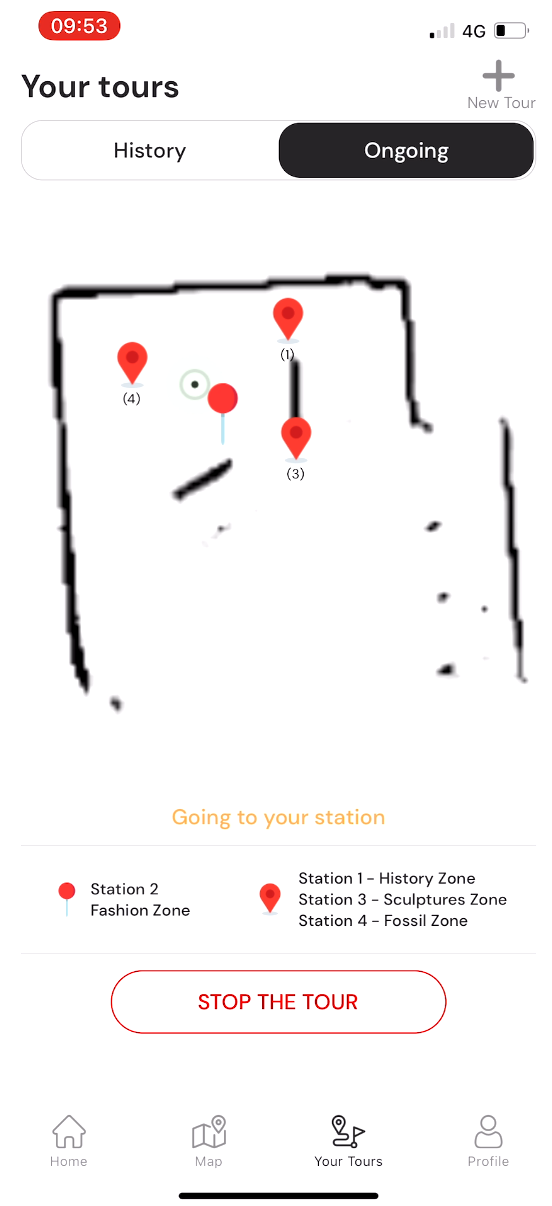 09:53
4G
Your tours
New Tour
History
Ongoing
(1)
(4)
(3)
Going to your station
Station 2
Fashion Zone
Station 1 - History Zone
Station 3 - Sculptures Zone
Station 4 - Fossil Zone
STOP THE TOUR
Home
Map
Your Tours
Profile